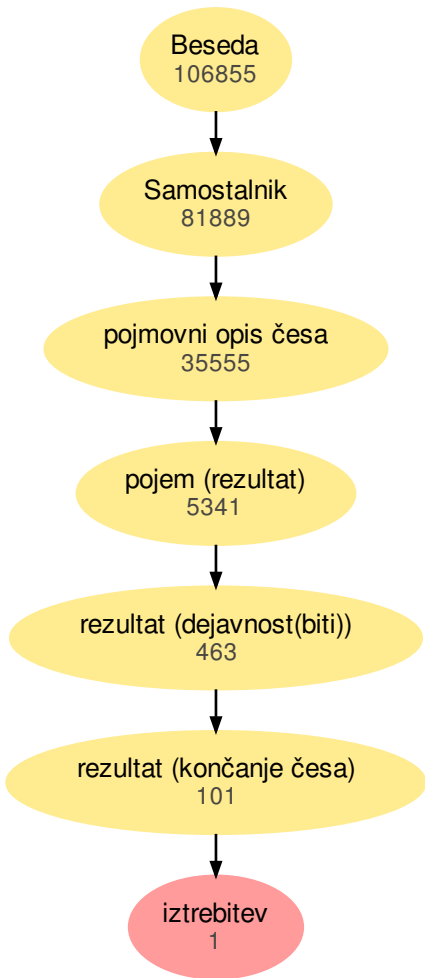 Beseda
106855
Samostalnik
81889
pojmovni opis česa
35555
pojem (rezultat)
5341
rezultat (dejavnost(biti))
463
rezultat (končanje česa)
101
iztrebitev
1